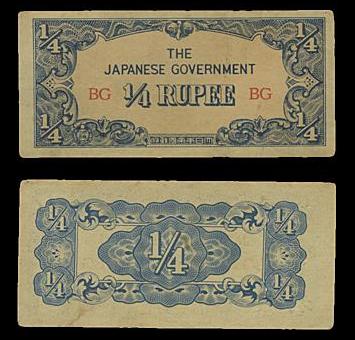 1/4 1/4
THE
JAPANESE GOVERNMENT
BG 1/4 RUPEE BG
1/4 1/4
1/4 1/4
1/4
1/4 1/4